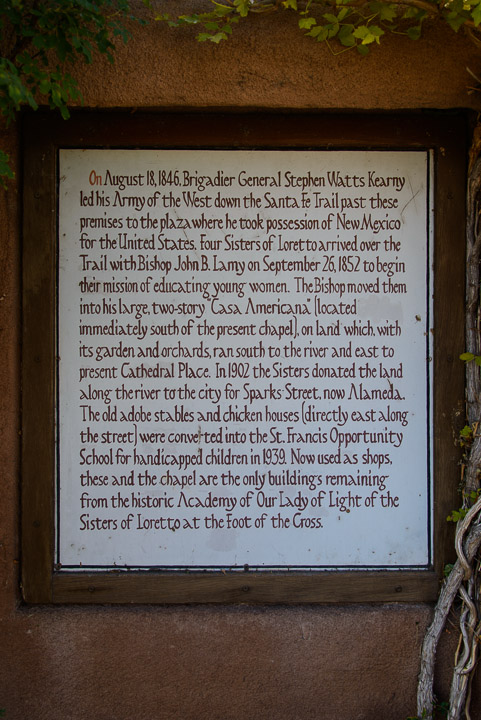 On August 18, 1846, Brigadier General Stephen Watts Kearny
led his Army of the West down the Santa Fe Trail past these
premises to the plaza where he took possession of New Mexico
for the United States. Four Sisters of Loretto arrived over the
Trail with Bishop John B. Lamy on September 26, 1852 to begin
their mission of educating young women. The Bishop moved them
into his large, two-story "Casa Americana" (located
immediately south of the present chapel), on land which, with
its garden and orchards, ran south to the river and east to
present Cathedral Place. In 1902 the Sisters donated the land
along the river to the city for Sparks Street, now Alameda.
The old adobe stables and chicken houses (directly east along
the street) were converted into the St. Francis Opportunity
School for handicapped children in 1939. Now used as shops,
these and the chapel are the only buildings remaining
from the historic Academy of Our Lady of Light of the
Sisters of Loretto at the Foot of the Cross.